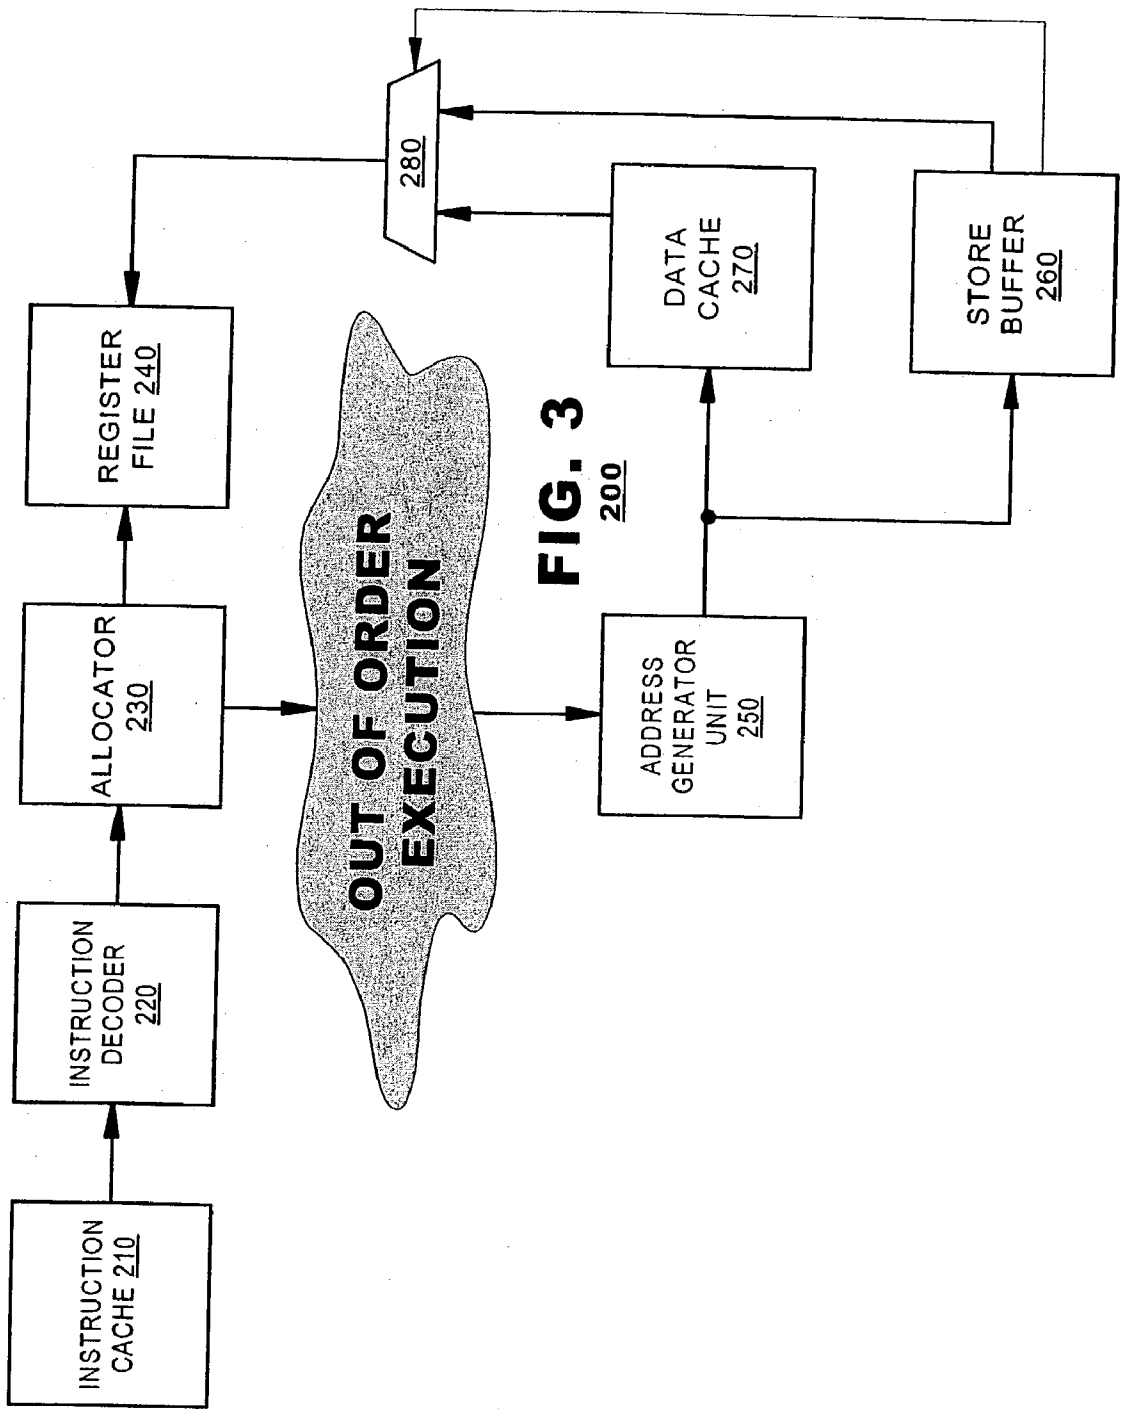 INSTRUCTION
CACHE 210
INSTRUCTION
DECODER
220
ALLOCATOR
230
REGISTER
FILE 240
OUT OF ORDER
EXECUTION
280
ADDRESS
GENERATOR
UNIT
250
DATA
CACHE
270
STORE
BUFFER
260
FIG. 3
200